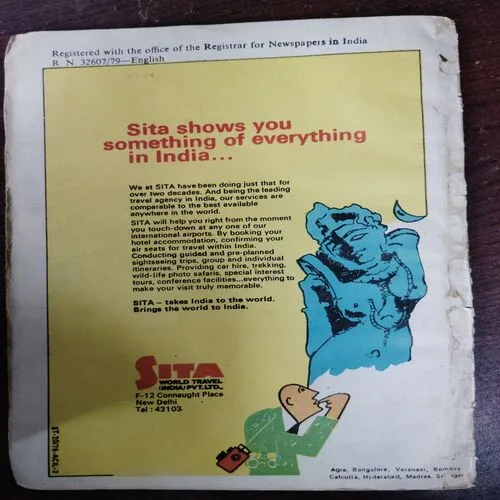 Registered with the office of the Registrar for Newspapers in India
R. N. 32607/79—English
Sita shows you
something of everything
in India...
We at SITA have been doing just that for
over two decades. And being the leading
travel agency in India, our services are
comparable to the best available
anywhere in the world.
SITA will help you right from the moment
you touch-down at any one of our
international airports. By booking your
hotel accommodation, confirming your
air seats for travel within India.
Conducting guided and pre-planned
sightseeing trips, group and individual
itineraries. Providing car hire, trekking,
wild-life photo safaris, special interest
tours, conference facilities...everything to
make your visit truly memorable.
SITA – takes India to the world.
Brings the world to India.
SITA
WORLD TRAVEL
(INDIA) PVT. LTD.,
F-12 Connaught Place
New Delhi
Tel : 43103
Agra, Bangalore, Varanasi, Bombay,
Calcutta, Hyderabad, Madras, Srinagar